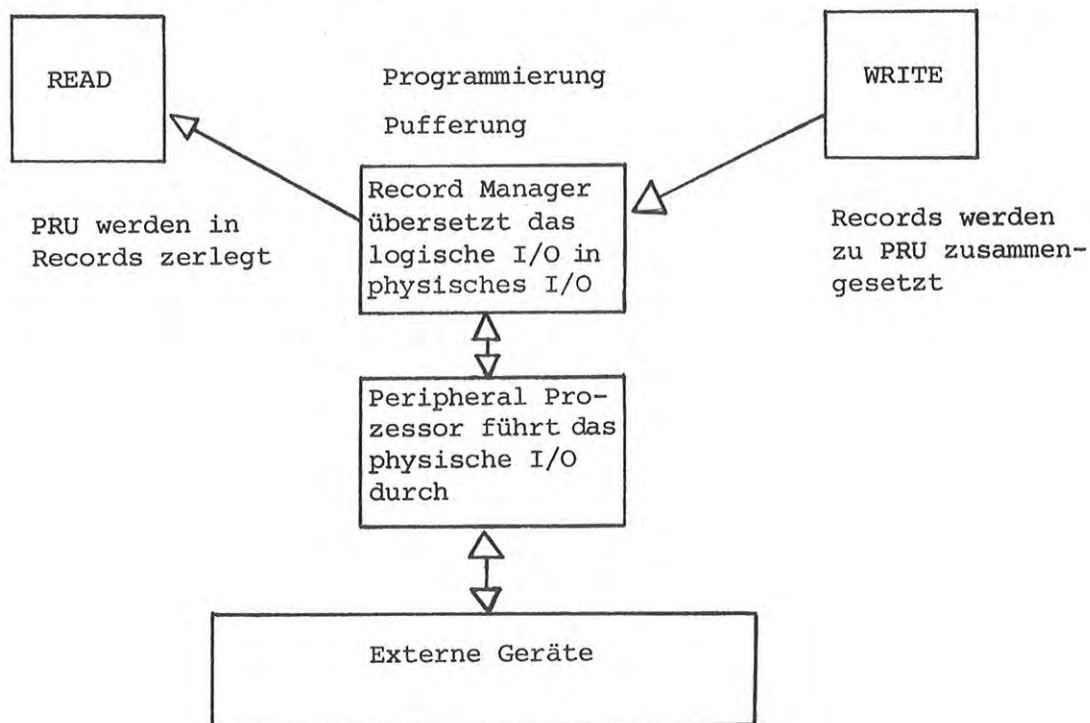 READ
Programmierung
WRITE
Pufferung
PRU werden in
Records zerlegt
Record Manager
übersetzt das
logische I/O in
physisches I/O
Records werden
zu PRU zusammen-
gesetzt
Peripheral Pro-
zessor führt das
physische I/O
durch
Externe Geräte